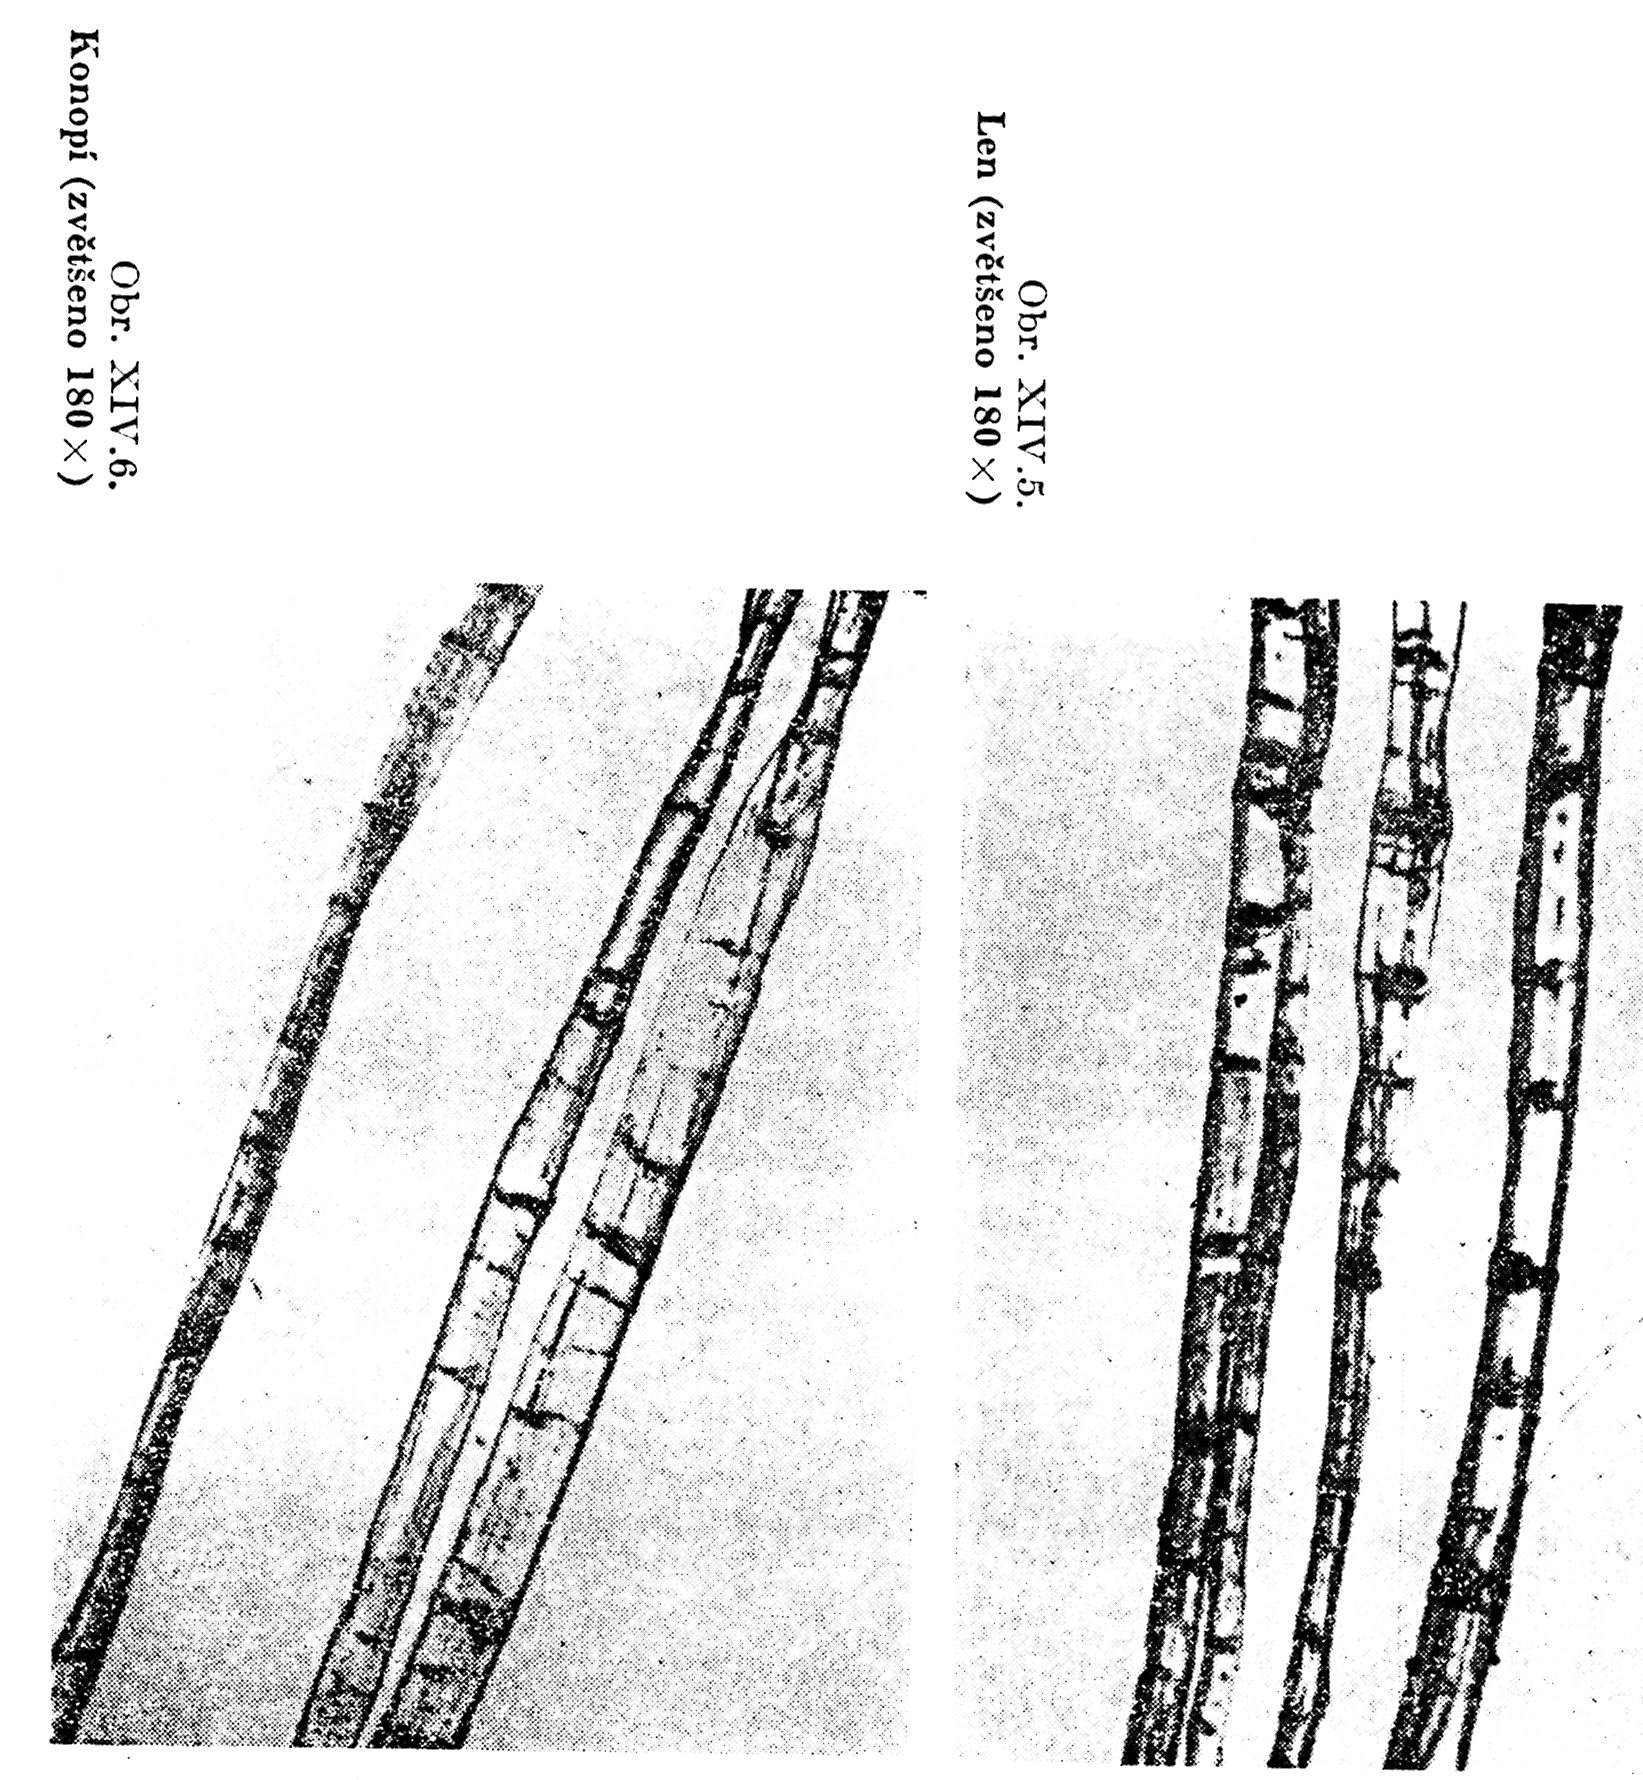 Obr. XIV.5.
Len (zvětšeno 180×)
Obr. XIV.6.
Konopí (zvětšeno 180×)